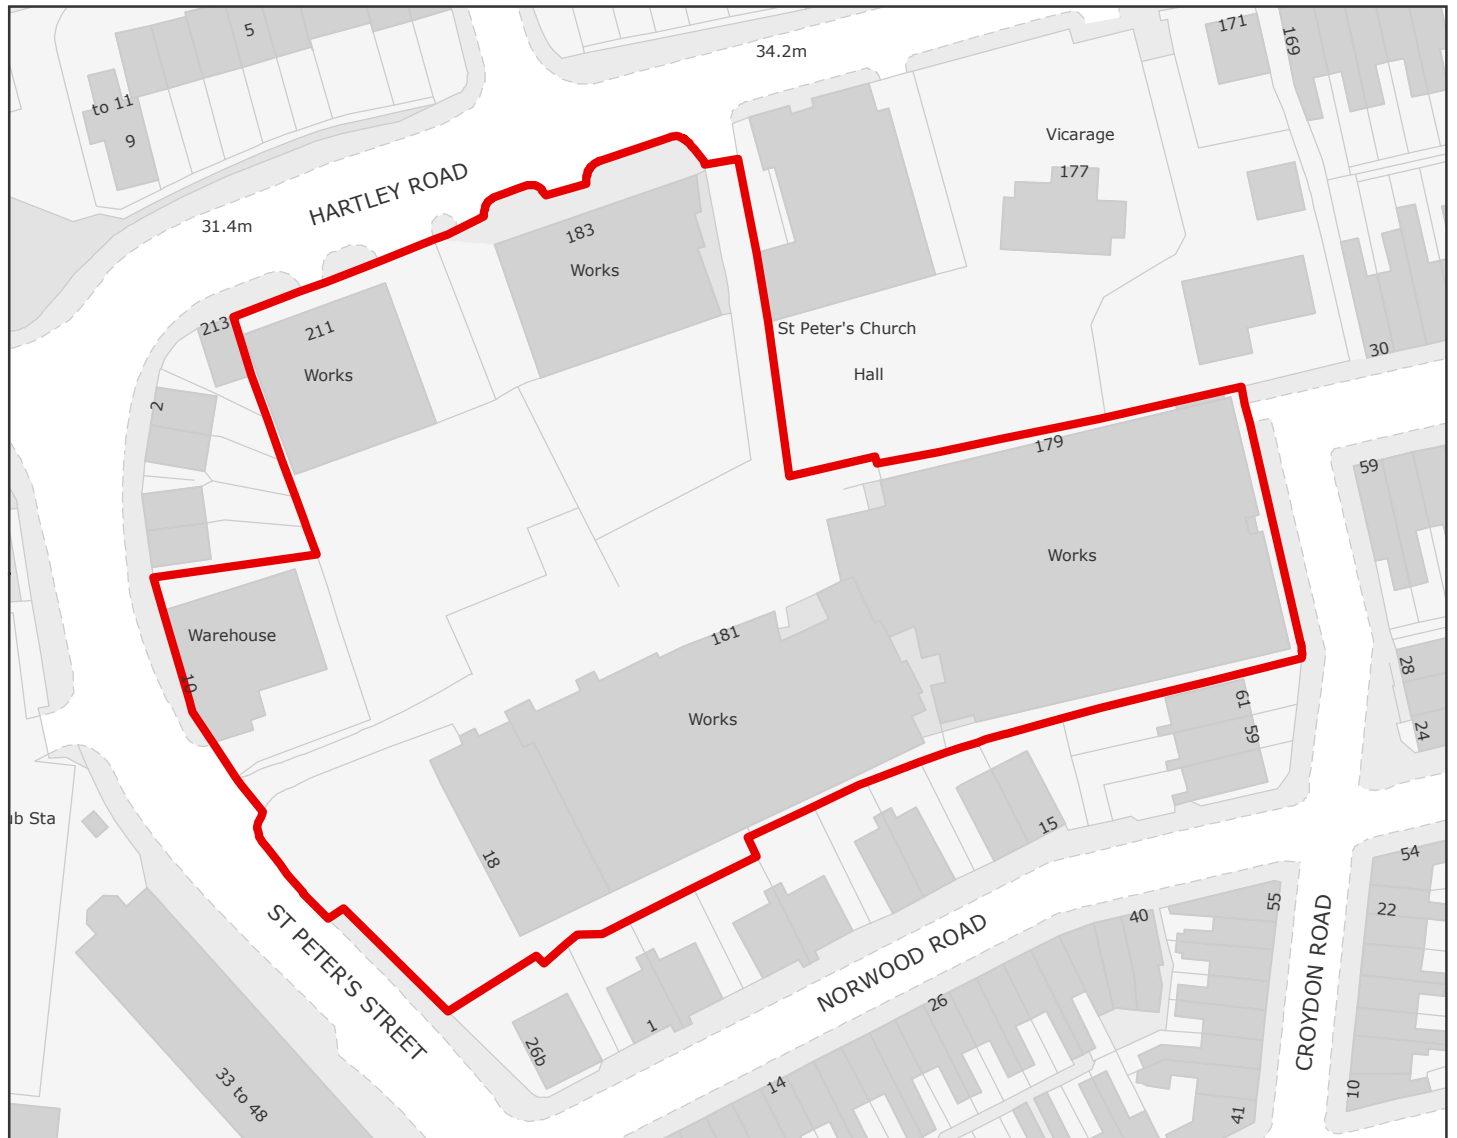 5
34.2m
171
169
to 11
9
Vicarage
177
HARTLEY ROAD
31.4m
183
Works
213
211
Works
St Peter's Church
Hall
30
2
179
59
Works
Warehouse
181
10
28
61
59
24
Works
ub Sta
15
18
54
55
22
40
ST PETER'S STREET
NORWOOD ROAD
CROYDON ROAD
26
1
26b
14
33 to 48
10
41